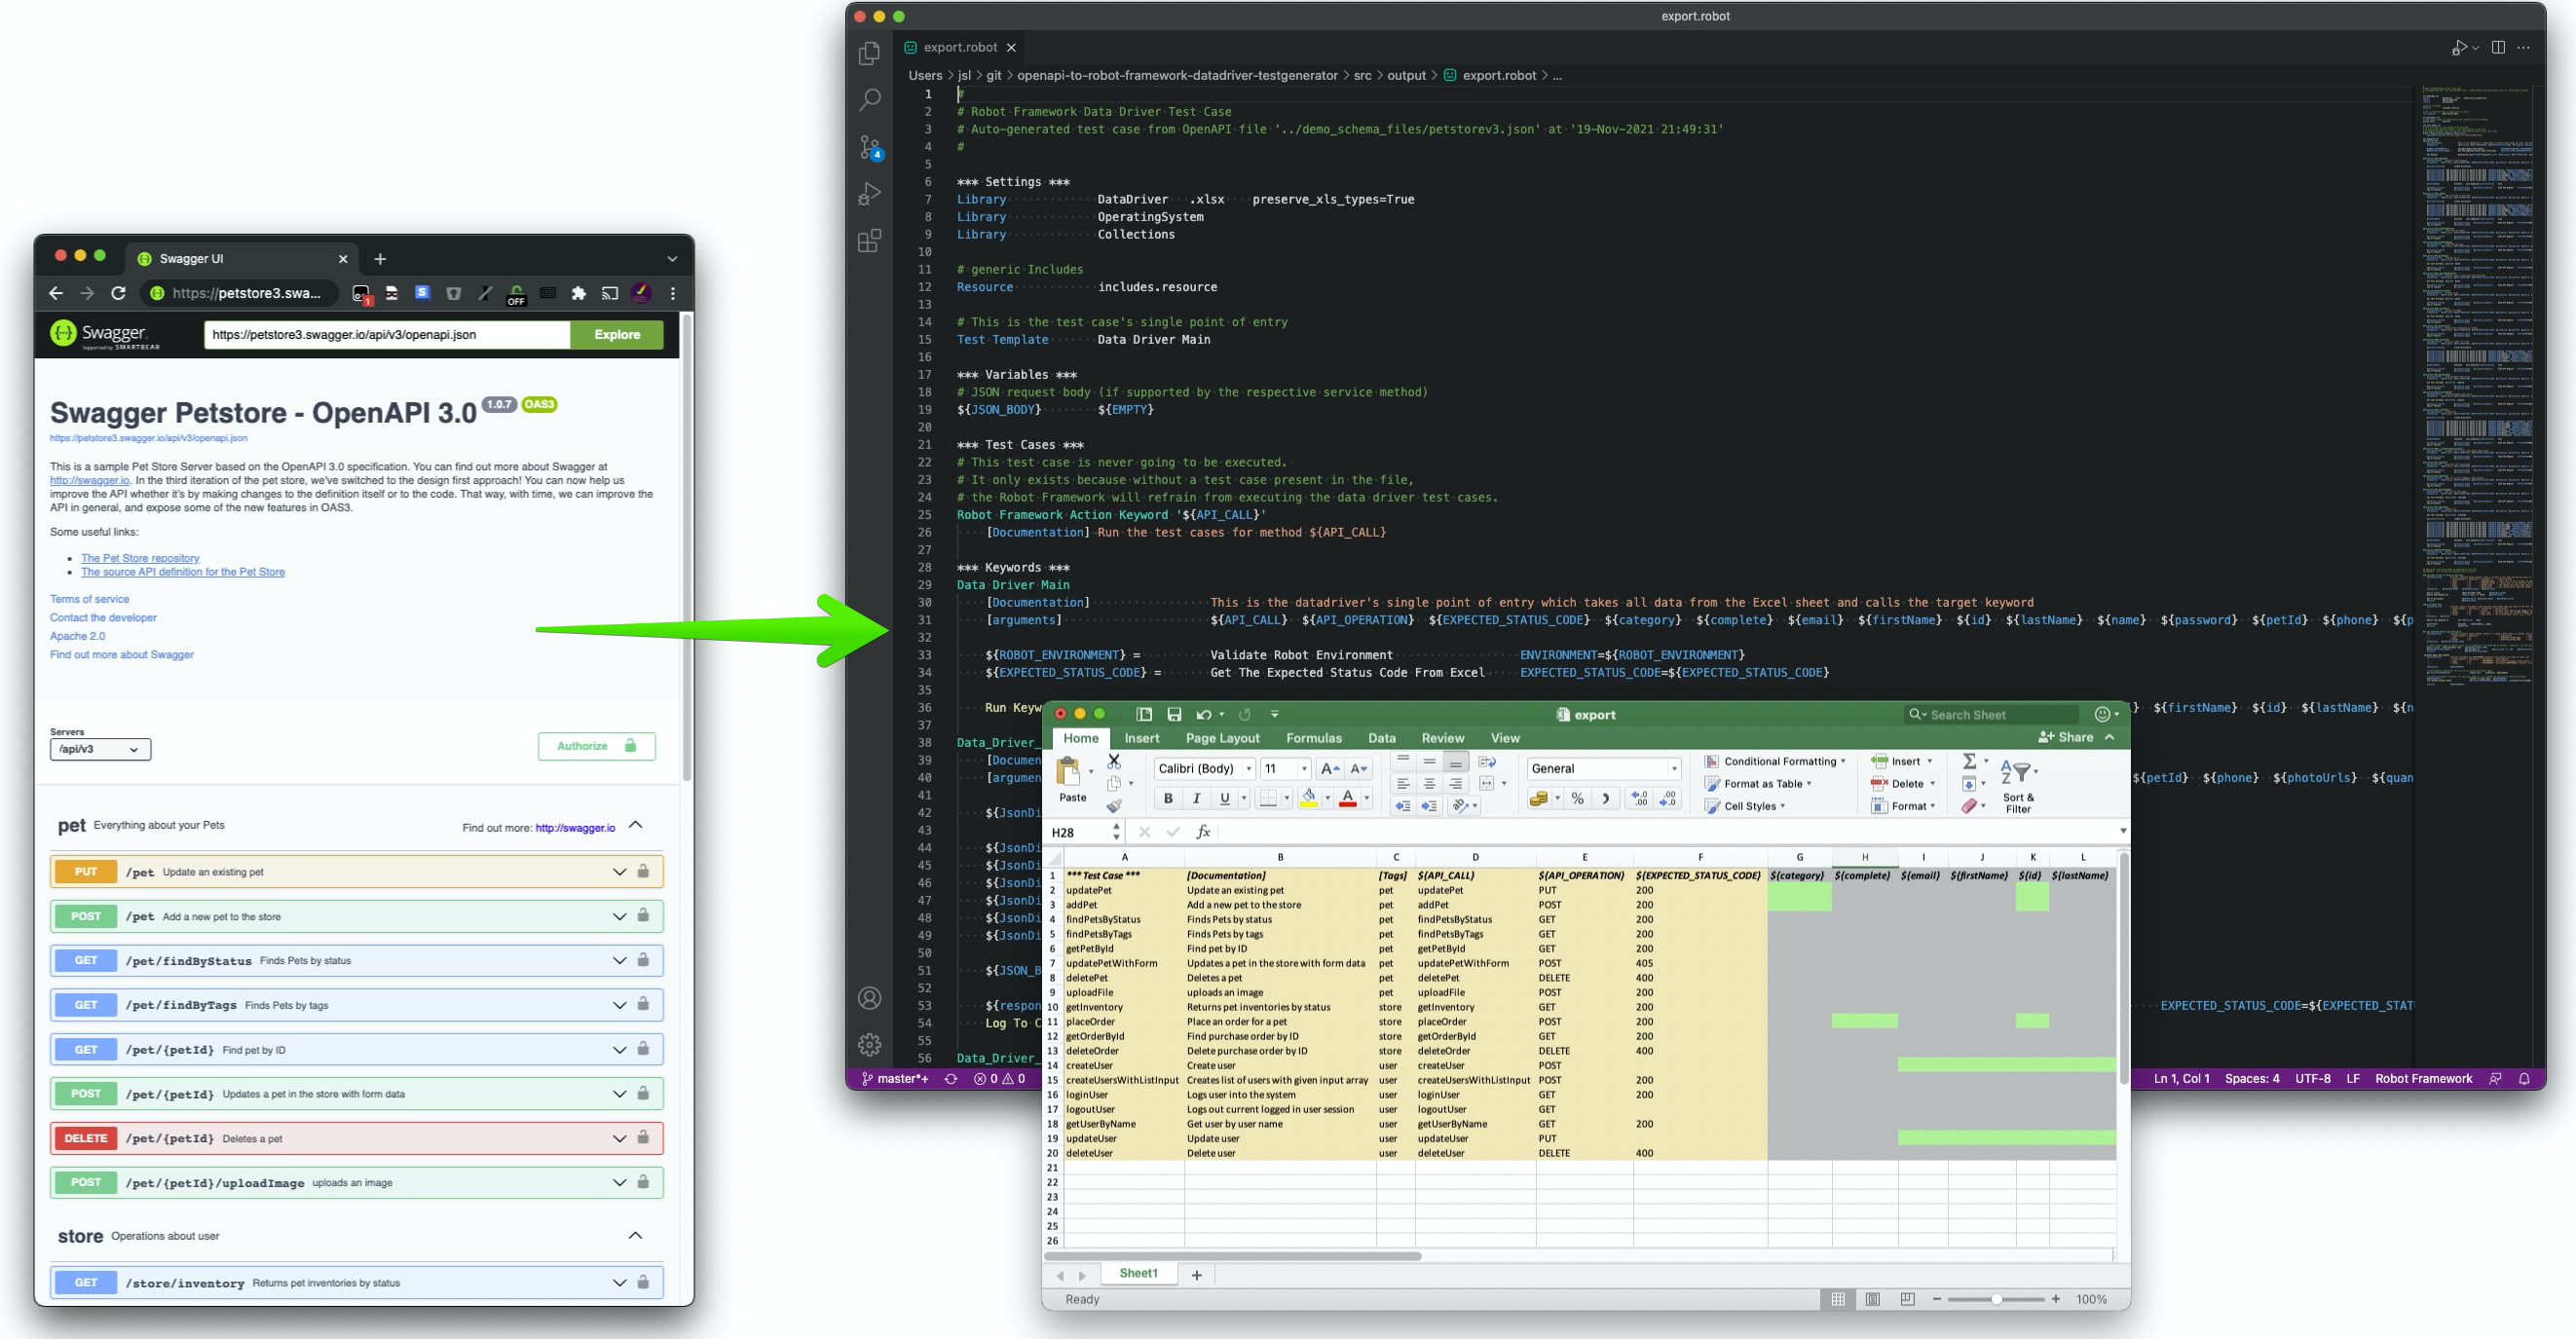 Swagger UI
https://petstore3.swa...
1
OFF
Swagger.
Supported by SMARTBEAR
https://petstore3.swagger.io/api/v3/openapi.json
Explore
Swagger Petstore - OpenAPI 3.0 1.0.7 OAS3
https://petstore3.swagger.io/api/v3/openapi.json
This is a sample Pet Store Server based on the OpenAPI 3.0 specification. You can find out more about Swagger at
http://swagger.io. In the third iteration of the pet store, we've switched to the design first approach! You can now help us
improve the API whether it's by making changes to the definition itself or to the code. That way, with time, we can improve the
API in general, and expose some of the new features in OAS3.
Some useful links:
• The Pet Store repository
• The source API definition for the Pet Store
Terms of service
Contact the developer
Apache 2.0
Find out more about Swagger
Servers
/api/v3
Authorize
pet Everything about your Pets Find out more: http://swagger.io
PUT /pet Update an existing pet
POST /pet Add a new pet to the store
GET /pet/findByStatus Finds Pets by status
GET /pet/findByTags Finds Pets by tags
GET /pet/{petId} Find pet by ID
POST /pet/{petId} Updates a pet in the store with form data
DELETE /pet/{petId} Deletes a pet
POST /pet/{petId}/uploadImage uploads an image
store Operations about user
GET /store/inventory Returns pet inventories by status
export.robot
export.robot
Users > jsl > git > openapi-to-robot-framework-datadriver-testgenerator > src > output > export.robot > ...
4
1 #
2 # Robot Framework Data Driver Test Case
3 # Auto-generated test case from OpenAPI file '../demo_schema_files/petstorev3.json' at '19-Nov-2021 21:49:31'
4 #
5
6 *** Settings ***
7 Library DataDriver .xlsx preserve_xls_types=True
8 Library OperatingSystem
9 Library Collections
10
11 # generic Includes
12 Resource includes.resource
13
14 # This is the test case's single point of entry
15 Test Template Data Driver Main
16
17 *** Variables ***
18 # JSON request body (if supported by the respective service method)
19 ${JSON_BODY} ${EMPTY}
20
21 *** Test Cases ***
22 # This test case is never going to be executed.
23 # It only exists because without a test case present in the file,
24 # the Robot Framework will refrain from executing the data driver test cases.
25 Robot Framework Action Keyword '${API_CALL}'
26 [Documentation] Run the test cases for method ${API_CALL}
27
28 *** Keywords ***
29 Data Driver Main
30 [Documentation] This is the datadriver's single point of entry which takes all data from the Excel sheet and calls the target keyword
31 [arguments] ${API_CALL} ${API_OPERATION} ${EXPECTED_STATUS_CODE} ${category} ${complete} ${email} ${firstName} ${id} ${lastName} ${name} ${password} ${petId} ${phone} ${p
32
33 ${ROBOT_ENVIRONMENT} = Validate Robot Environment ENVIRONMENT=${ROBOT_ENVIRONMENT}
34 ${EXPECTED_STATUS_CODE} = Get The Expected Status Code From Excel EXPECTED_STATUS_CODE=${EXPECTED_STATUS_CODE}
35
36 Run Keyw } ${firstName} ${id} ${lastName} ${n
37
38 Data_Driver_
39 [Documen
40 [argumen ${petId} ${phone} ${photoUrls} ${quan
41
42 ${JsonDi
43
44 ${JsonDi
45 ${JsonDi
46 ${JsonDi
47 ${JsonDi
48 ${JsonDi
49 ${JsonDi
50
51 ${JSON_B
52
53 ${respon EXPECTED_STATUS_CODE=${EXPECTED_STAT
54 Log To C
55
56 Data_Driver_
master*+ 0 0
Ln 1, Col 1 Spaces: 4 UTF-8 LF Robot Framework
export
Search Sheet
Home Insert Page Layout Formulas Data Review View Share
Paste
Calibri (Body) 11
B I U
General
Conditional Formatting
Format as Table
Cell Styles
Insert
Delete
Format
Sort &
Filter
H28 fx
A B C D E F G H I J K L
1 *** Test Case *** [Documentation] [Tags] ${API_CALL} ${API_OPERATION} ${EXPECTED_STATUS_CODE} ${category} ${complete} ${email} ${firstName} ${id} ${lastName}
2 updatePet Update an existing pet pet updatePet PUT 200
3 addPet Add a new pet to the store pet addPet POST 200
4 findPetsByStatus Finds Pets by status pet findPetsByStatus GET 200
5 findPetsByTags Finds Pets by tags pet findPetsByTags GET 200
6 getPetById Find pet by ID pet getPetById GET 200
7 updatePetWithForm Updates a pet in the store with form data pet updatePetWithForm POST 405
8 deletePet Deletes a pet pet deletePet DELETE 400
9 uploadFile uploads an image pet uploadFile POST 200
10 getInventory Returns pet inventories by status store getInventory GET 200
11 placeOrder Place an order for a pet store placeOrder POST 200
12 getOrderById Find purchase order by ID store getOrderById GET 200
13 deleteOrder Delete purchase order by ID store deleteOrder DELETE 400
14 createUser Create user user createUser POST
15 createUsersWithListInput Creates list of users with given input array user createUsersWithListInput POST 200
16 loginUser Logs user into the system user loginUser GET 200
17 logoutUser Logs out current logged in user session user logoutUser GET
18 getUserByName Get user by user name user getUserByName GET 200
19 updateUser Update user user updateUser PUT
20 deleteUser Delete user user deleteUser DELETE 400
21
22
23
24
25
26
Sheet1
Ready
100%